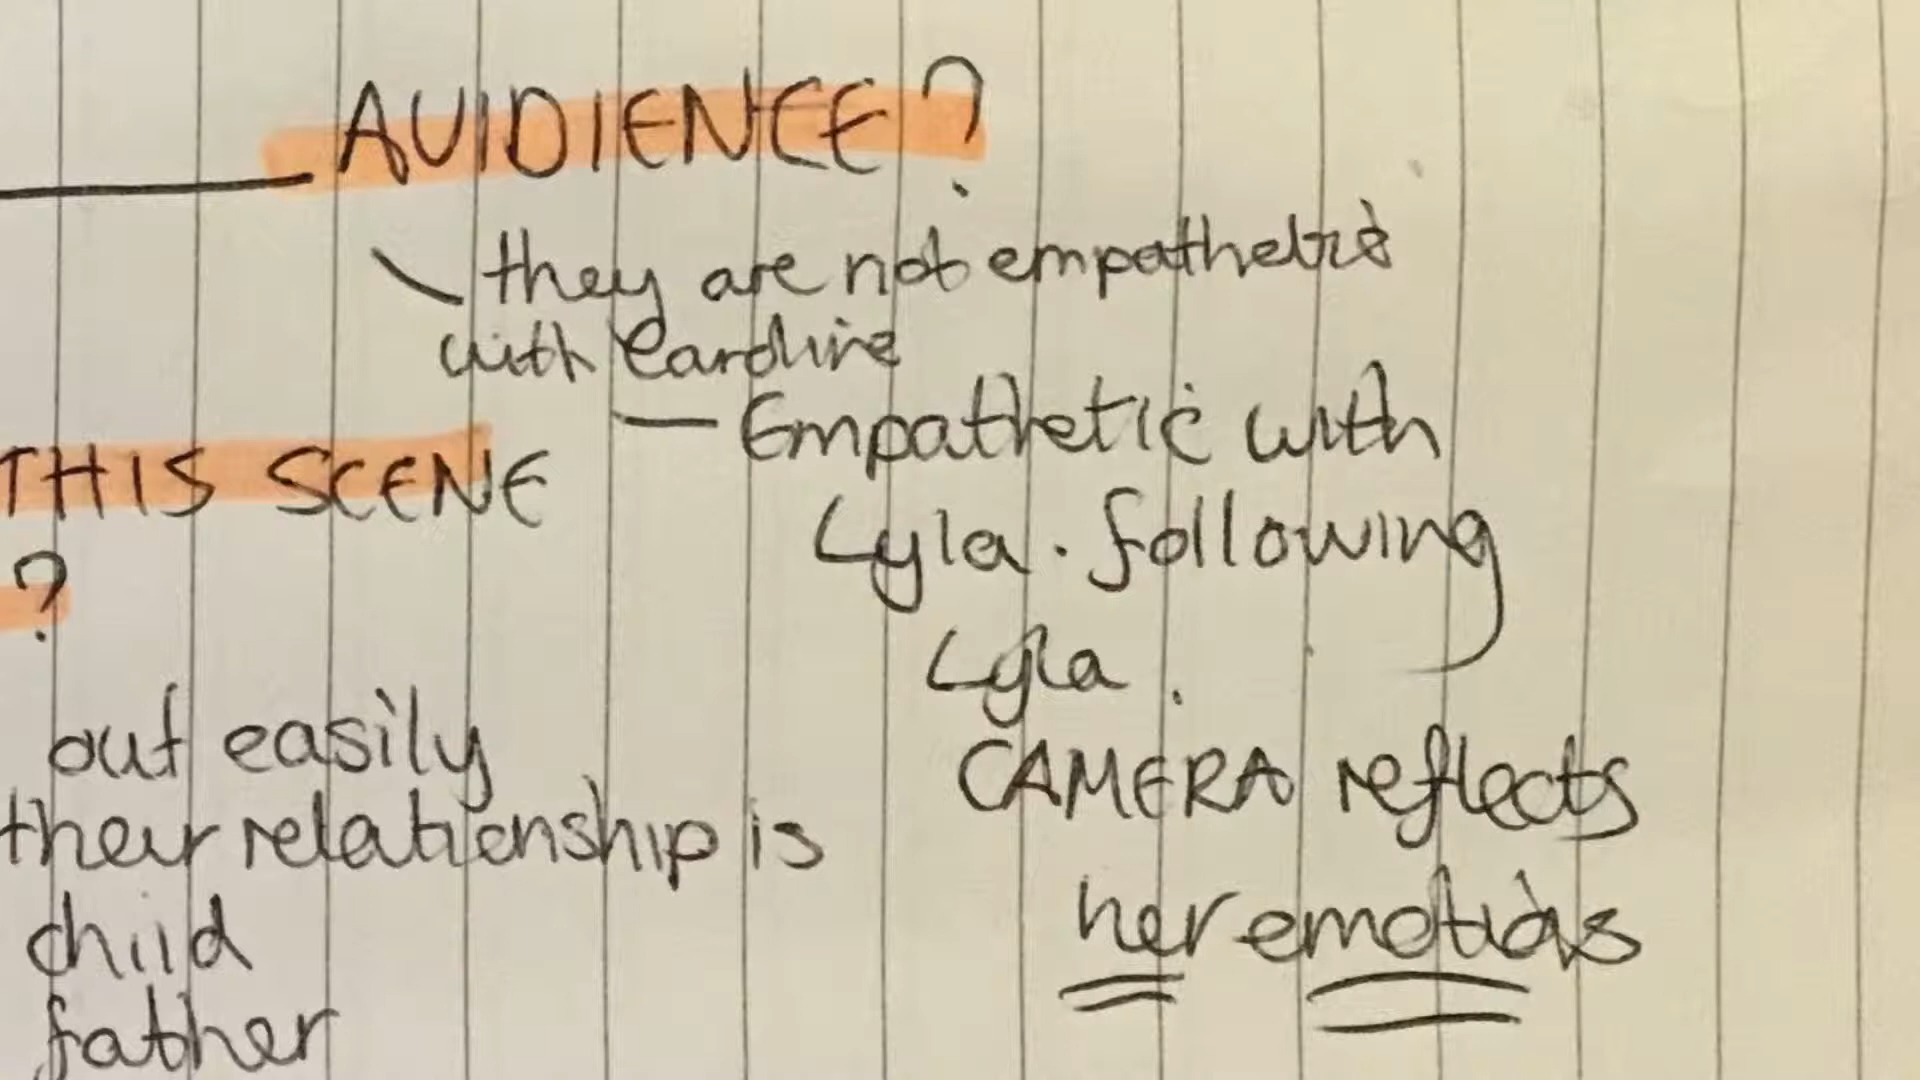 AUIDIENCE?
they are not empathetic
with Caroline
— Empathetic with
Lyla. following
Lyla.
CAMERA reflects
her emotions
THIS SCENE
?
out easily
their relationship is
child
father